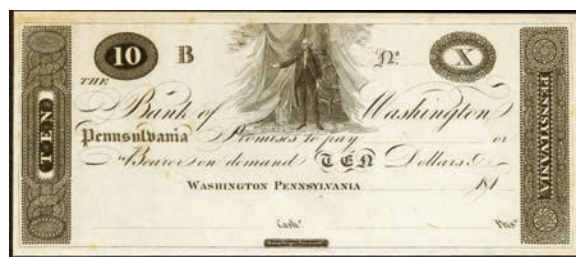 10 B Nº X
THE
Bank of Washington
Pennsylvania Promises to pay or
Bearer on demand TEN Dollars
WASHINGTON PENNSYLVANIA 181
Cashr Prest
TEN
PENNSYLVANIA